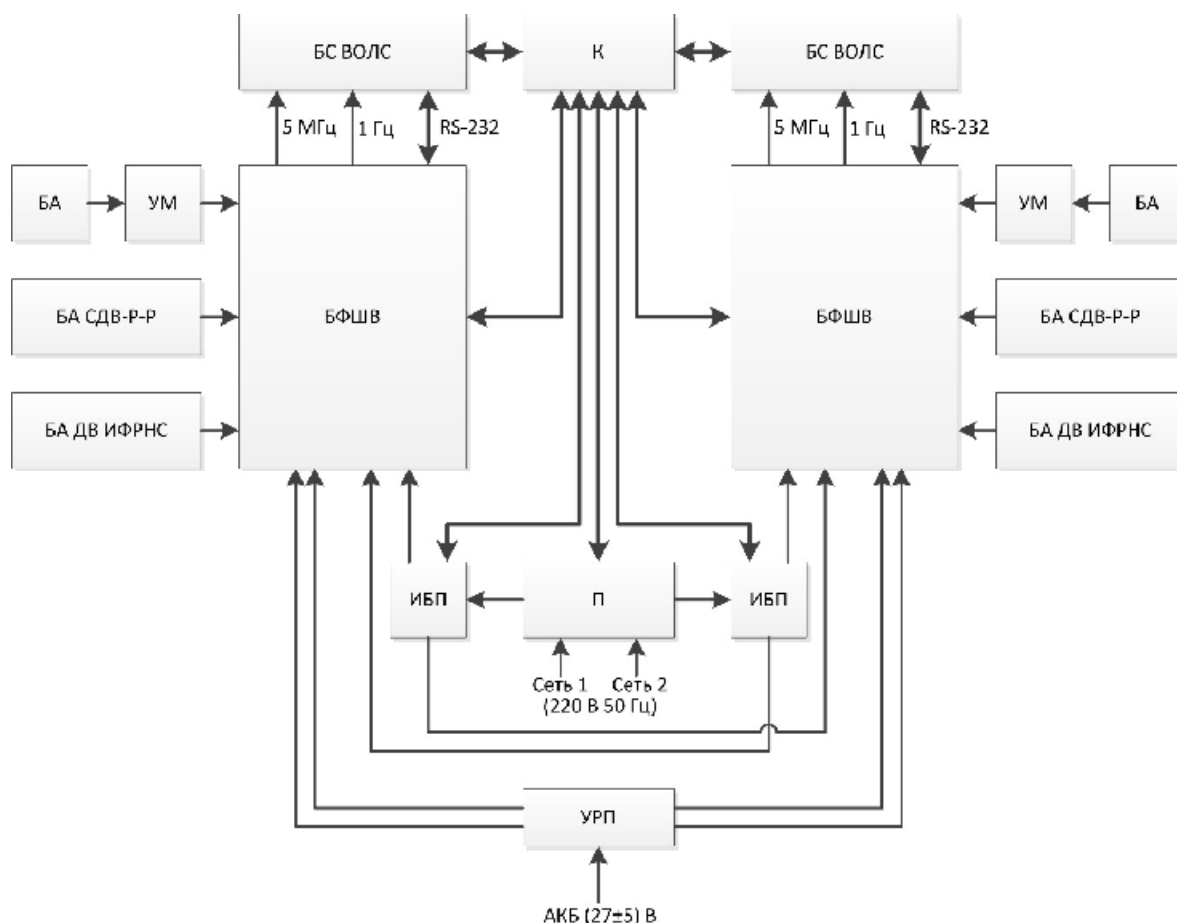 БС ВОЛС
К
БС ВОЛС
5 МГц
1 Гц
RS-232
5 МГц
1 Гц
RS-232
БА
УМ
УМ
БА
БА СДВ-Р-Р
БФШВ
БФШВ
БА СДВ-Р-Р
БА ДВ ИФРНС
БА ДВ ИФРНС
ИБП
П
ИБП
Сеть 1
Сеть 2
(220 В 50 Гц)
УРП
АКБ (27±5) В